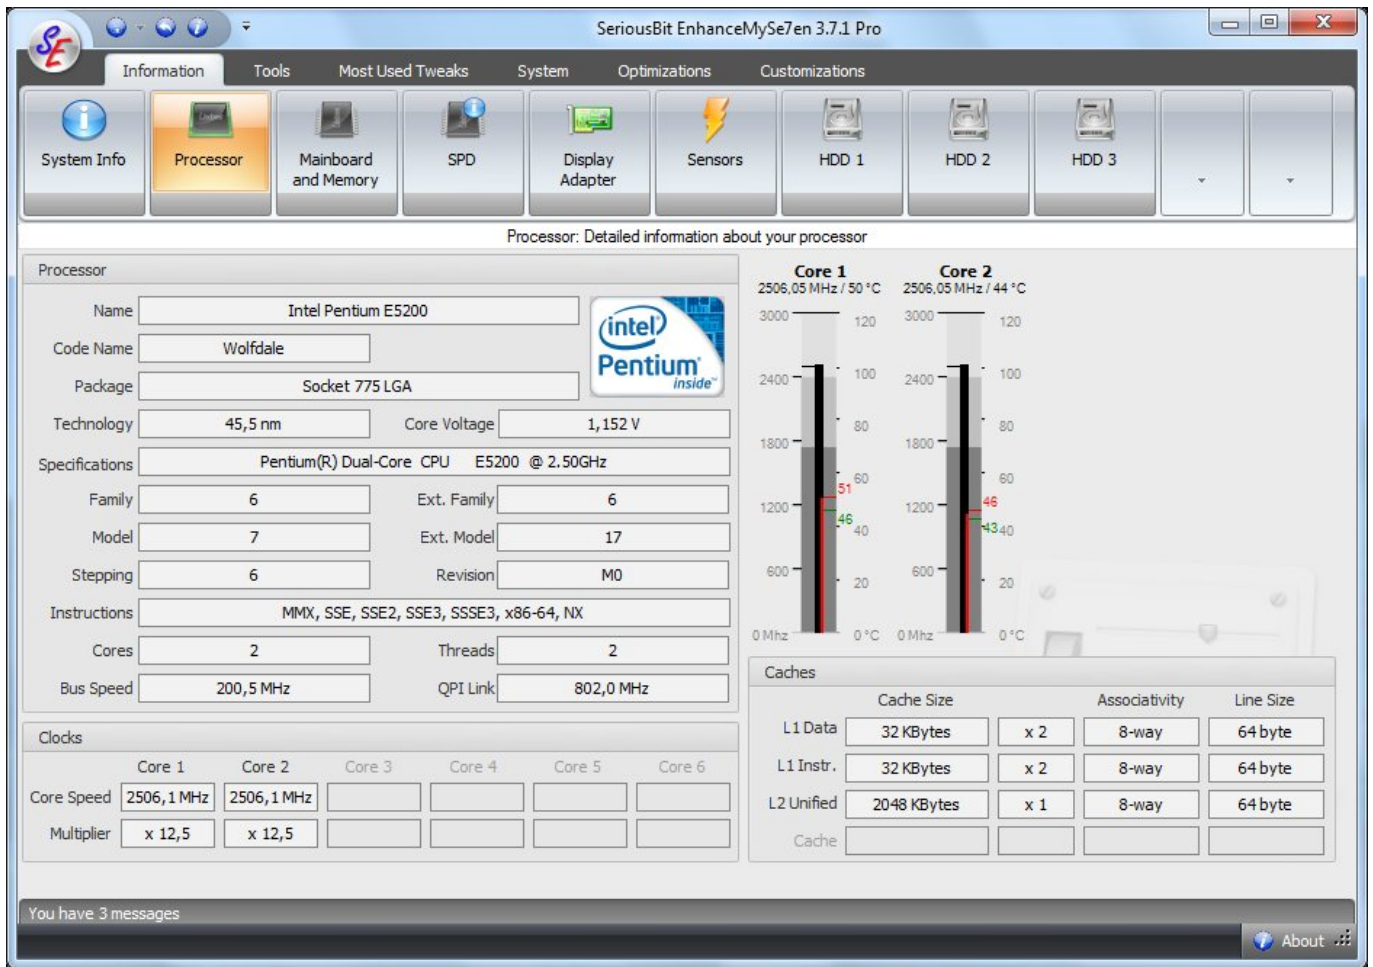 SE
SeriousBit EnhanceMySe7en 3.7.1 Pro
Information Tools Most Used Tweaks System Optimizations Customizations
System Info
Processor
Mainboard
and Memory
SPD
Display
Adapter
Sensors
HDD 1
HDD 2
HDD 3
Processor: Detailed information about your processor
Processor
Name Intel Pentium E5200
Code Name Wolfdale
Package Socket 775 LGA
intel
Pentium
inside™
Technology 45,5 nm Core Voltage 1,152 V
Specifications Pentium(R) Dual-Core CPU E5200 @ 2.50GHz
Family 6 Ext. Family 6
Model 7 Ext. Model 17
Stepping 6 Revision M0
Instructions MMX, SSE, SSE2, SSE3, SSSE3, x86-64, NX
Cores 2 Threads 2
Bus Speed 200,5 MHz QPI Link 802,0 MHz
Clocks
Core 1 Core 2 Core 3 Core 4 Core 5 Core 6
Core Speed 2506,1 MHz 2506,1 MHz
Multiplier x 12,5 x 12,5
Core 1 Core 2
2506,05 MHz / 50 °C 2506,05 MHz / 44 °C
3000 120 3000 120
2400 100 2400 100
1800 80 1800 80
51 60 60
1200 46 40 1200 46 43 40
600 20 600 20
0 Mhz 0 °C 0 Mhz 0 °C
Caches
Cache Size Associativity Line Size
L1 Data 32 KBytes x 2 8-way 64 byte
L1 Instr. 32 KBytes x 2 8-way 64 byte
L2 Unified 2048 KBytes x 1 8-way 64 byte
Cache
You have 3 messages
About